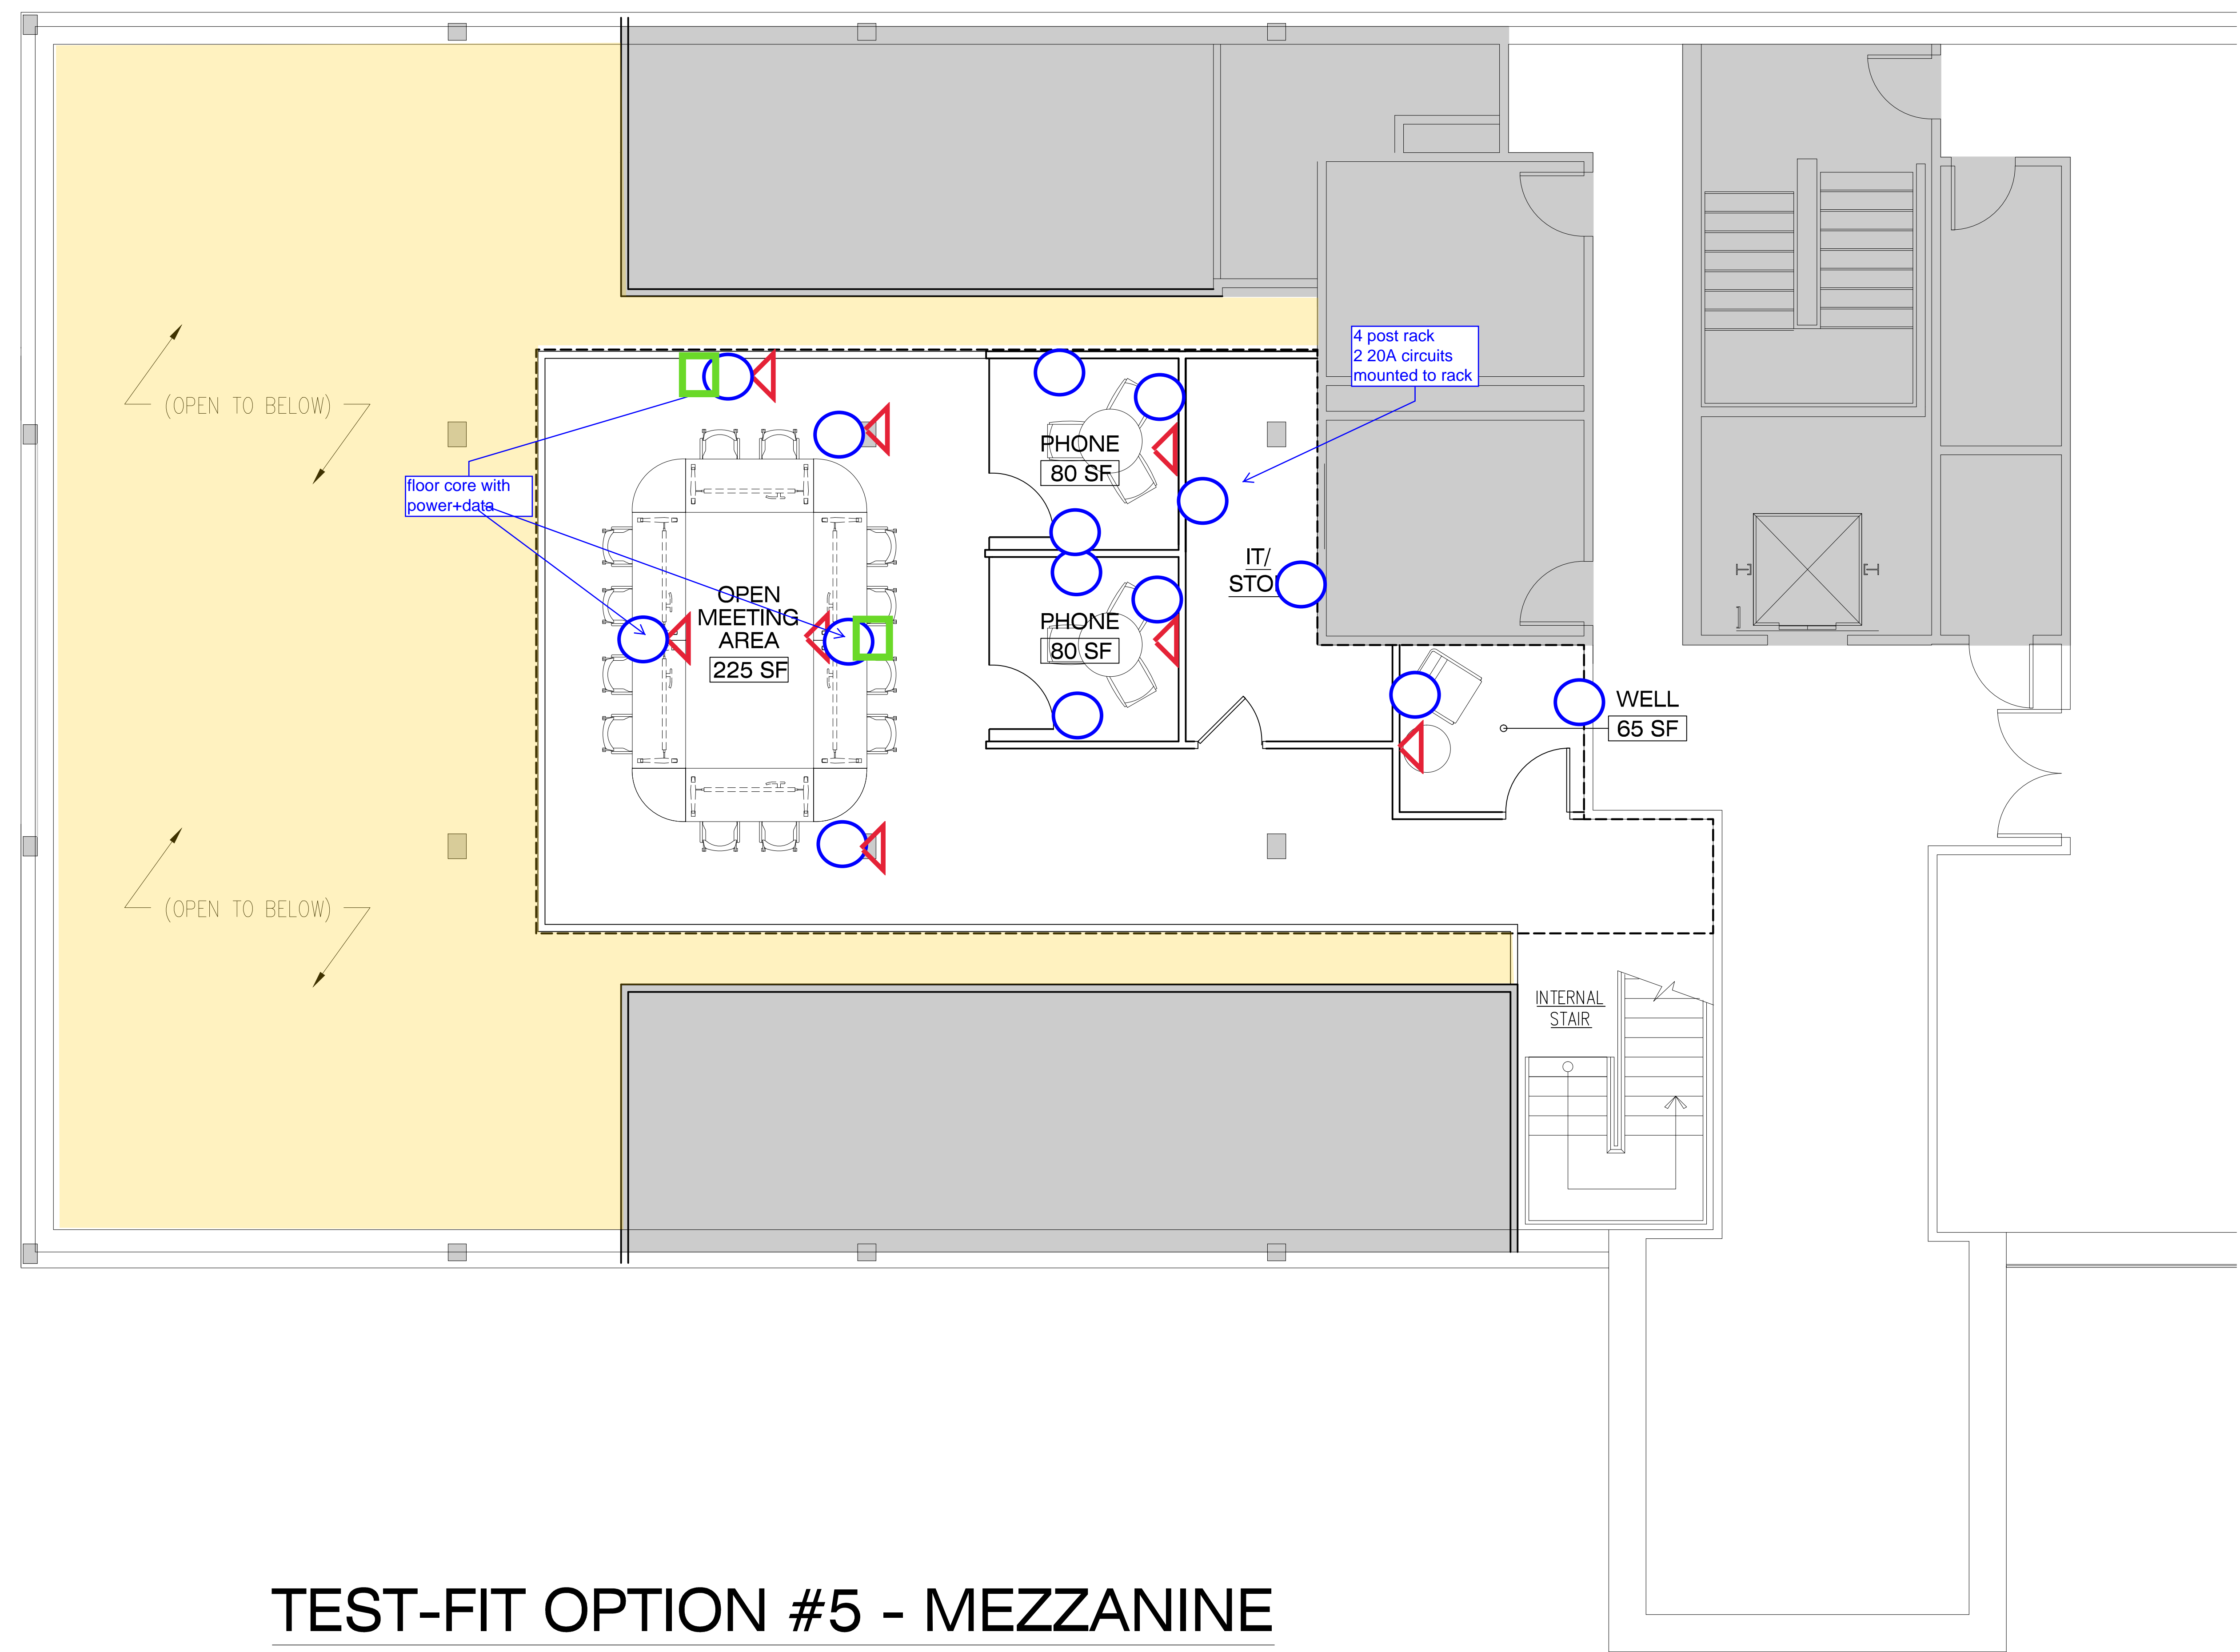 4 post rack
2 20A circuits
mounted to rack
(OPEN TO BELOW)
floor core with
power+data
PHONE
80 SF
IT/
OPEN
MEETING
AREA
225 SF
PHONE
80 SF
WELL
65 SF
(OPEN TO BELOW)
INTERNAL
STAIR
TEST-FIT OPTION #5 - MEZZANINE